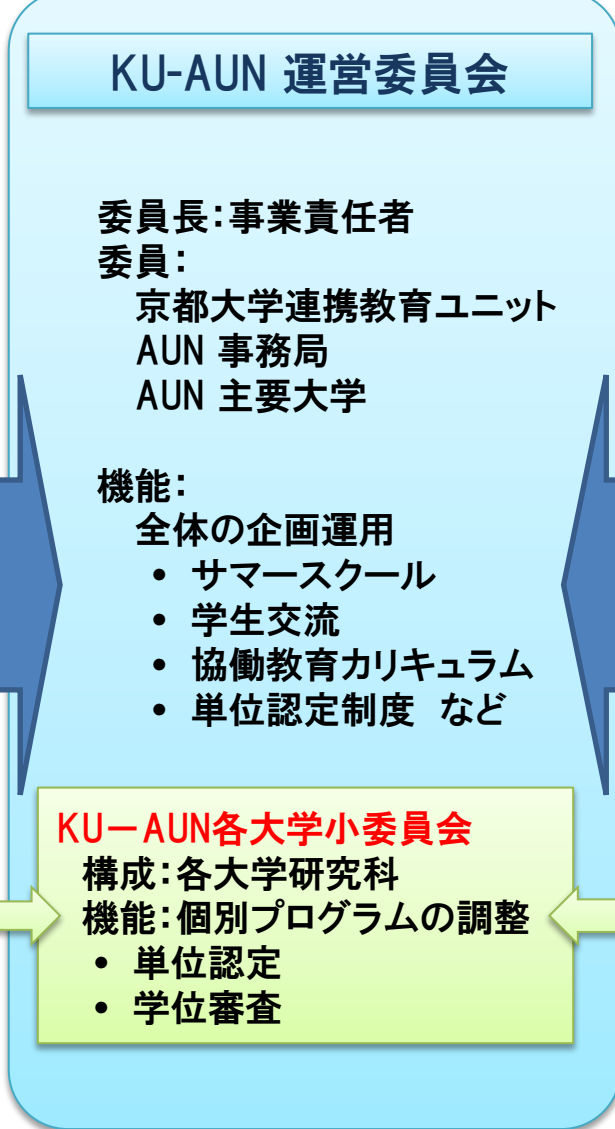 KU-AUN 運営委員会
委員長：事業責任者
委員：
京都大学連携教育ユニット
AUN 事務局
AUN 主要大学
機能：
全体の企画運用
• サマースクール
• 学生交流
• 協働教育カリキュラム
• 単位認定制度 など
KU－AUN各大学小委員会
構成：各大学研究科
機能：個別プログラムの調整
• 単位認定
• 学位審査